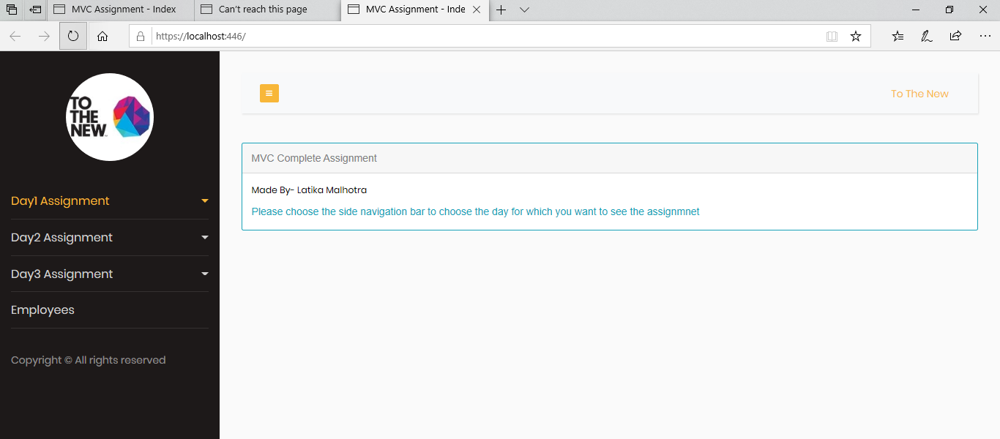 MVC Assignment - Index
Can't reach this page
MVC Assignment - Inde
https://localhost:446/
TO
THE
NEW
To The New
Day1 Assignment
Day2 Assignment
Day3 Assignment
Employees
Copyright © All rights reserved
MVC Complete Assignment
Made By- Latika Malhotra
Please choose the side navigation bar to choose the day for which you want to see the assignmnet